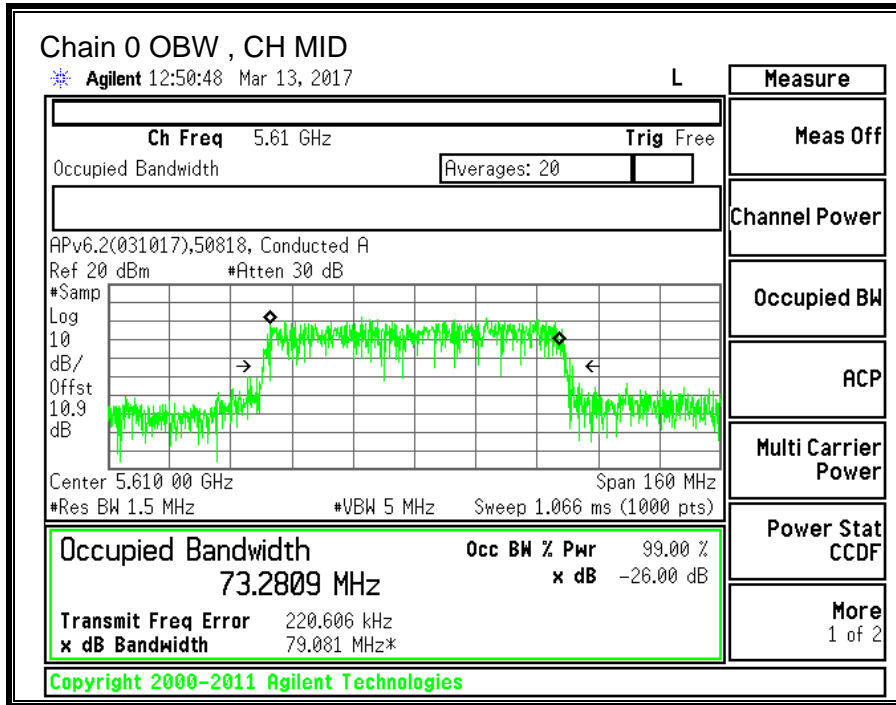 Chain 0 OBW , CH MID
Agilent 12:50:48 Mar 13, 2017 L
Measure
Ch Freq 5.61 GHz Trig Free
Meas Off
Occupied Bandwidth Averages: 20
Channel Power
APv6.2(031017),50818, Conducted A
Ref 20 dBm #Atten 30 dB
#Samp
Log
10
dB/
Offst
10.9
dB
Occupied BW
ACP
Center 5.610 00 GHz Span 160 MHz
#Res BW 1.5 MHz #VBW 5 MHz Sweep 1.066 ms (1000 pts)
Multi Carrier
Power
Occupied Bandwidth
73.2809 MHz
Occ BW % Pwr 99.00 %
x dB -26.00 dB
Power Stat
CCDF
Transmit Freq Error 220.606 kHz
x dB Bandwidth 79.081 MHz*
More
1 of 2
Copyright 2000-2011 Agilent Technologies